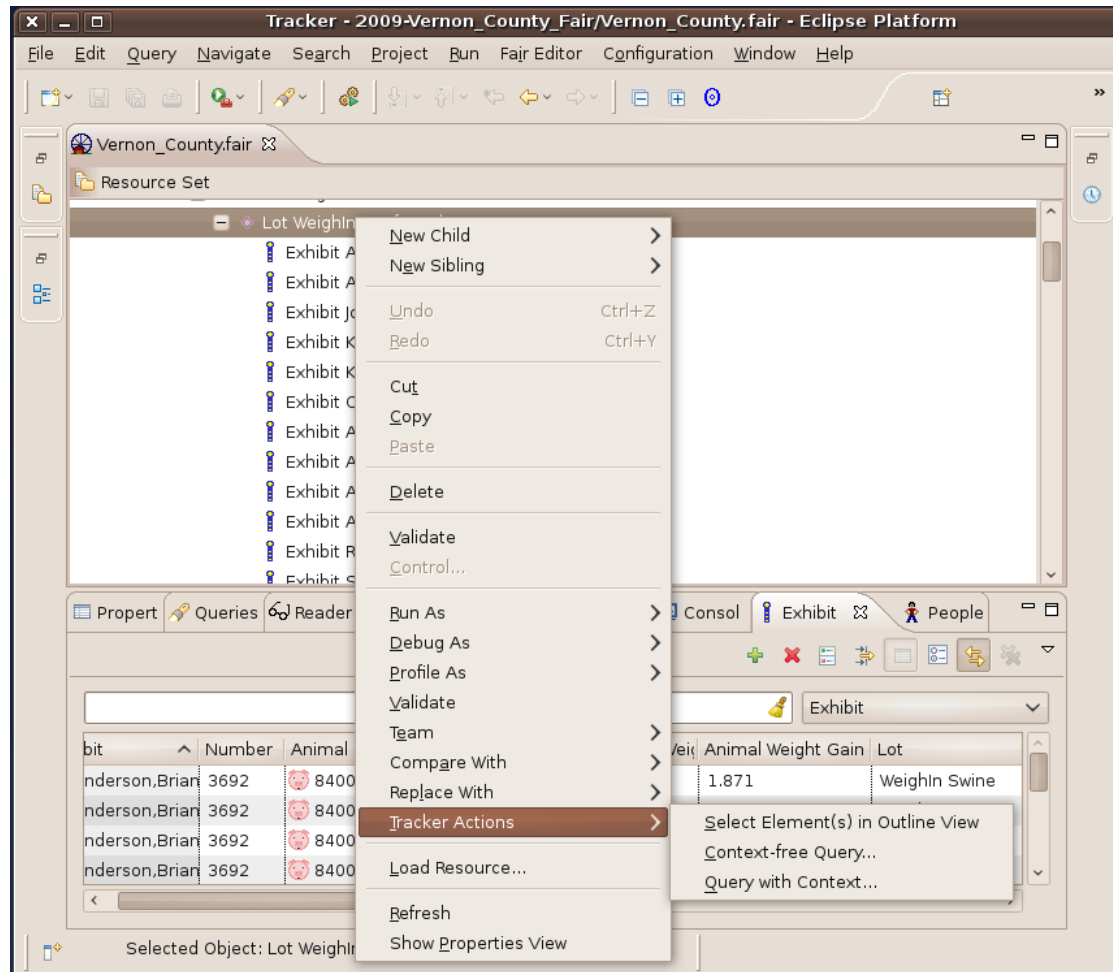 Tracker - 2009-Vernon_County_Fair/Vernon_County.fair - Eclipse Platform
File Edit Query Navigate Search Project Run Fair Editor Configuration Window Help
»
Vernon_County.fair
Resource Set
Lot WeighIn
Exhibit A
Exhibit A
Exhibit Jo
Exhibit K
Exhibit K
Exhibit
Exhibit A
Exhibit A
Exhibit A
Exhibit A
Exhibit R
Exhibit S
New Child
New Sibling
Undo Ctrl+Z
Redo Ctrl+Y
Cut
Copy
Paste
Delete
Validate
Control...
Run As
Debug As
Profile As
Validate
Team
Compare With
Replace With
Tracker Actions
Load Resource...
Refresh
Show Properties View
Select Element(s) in Outline View
Context-free Query...
Query with Context...
Propert Queries Reader Consol Exhibit People
Exhibit
bit Number Animal Weig Animal Weight Gain Lot
nderson,Brian 3692 8400 1.871 WeighIn Swine
nderson,Brian 3692 8400
nderson,Brian 3692 8400
nderson,Brian 3692 8400
Selected Object: Lot WeighIn